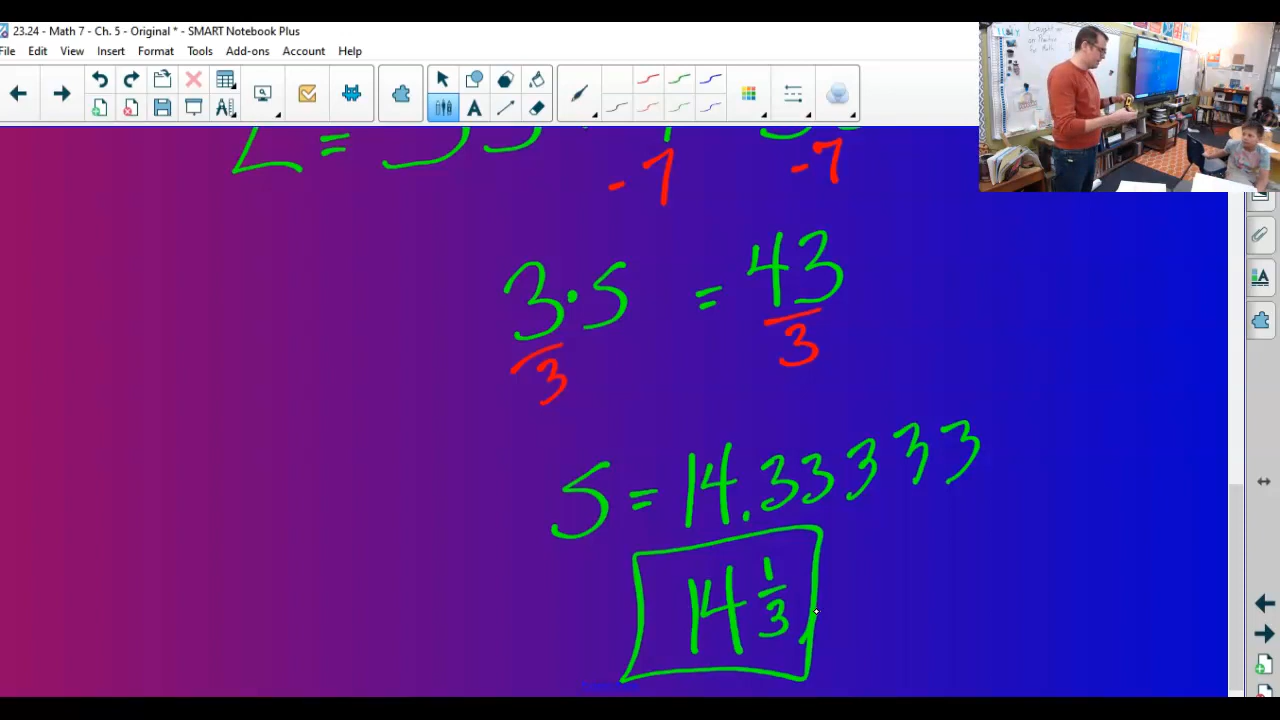 23.24 - Math 7 - Ch. 5 - Original * - SMART Notebook Plus
File Edit View Insert Format Tools Add-ons Account Help
Caught
-7 -7
3·s = 43
3 3
s = 14.33333
14 1/3